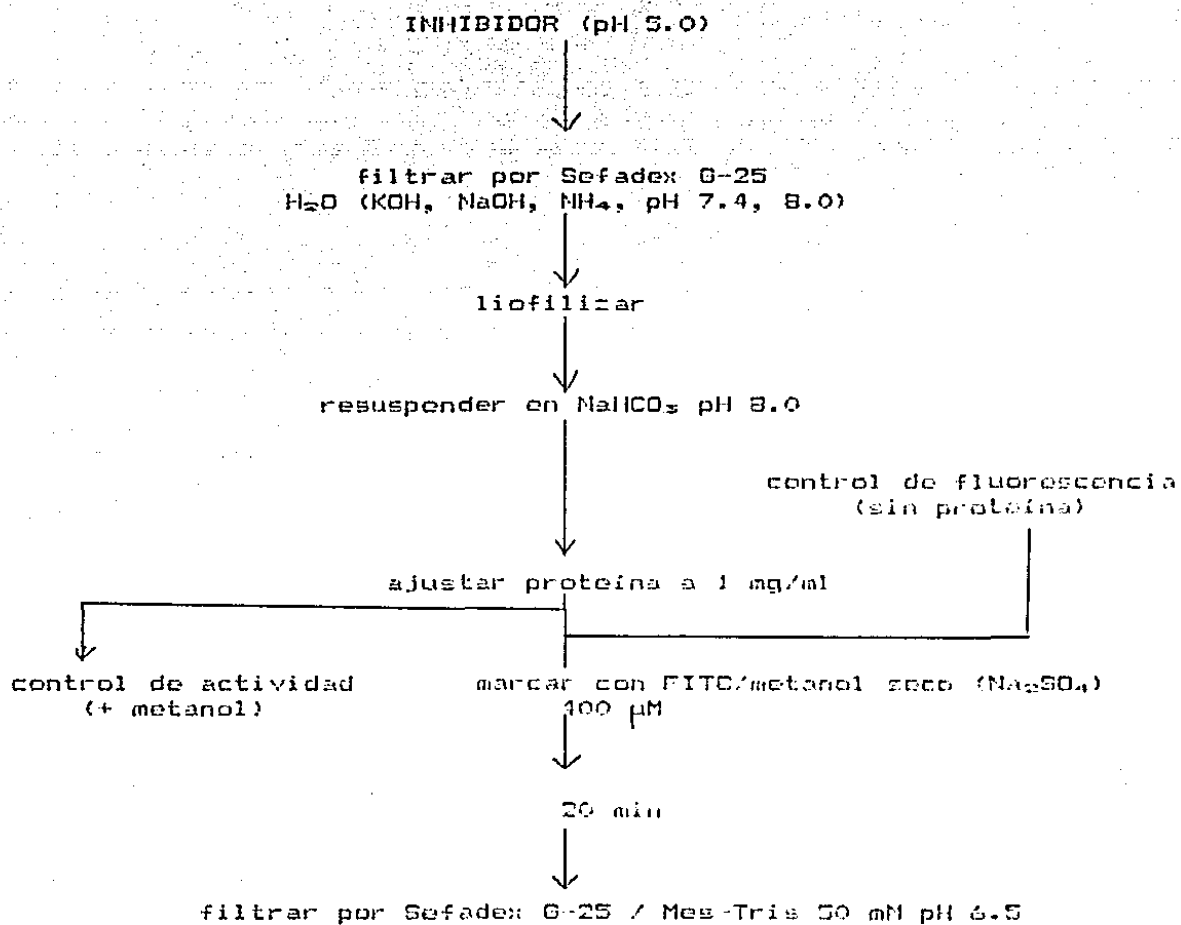 INHIBIDOR (pH 5.0)
filtrar por Sefadex G-25
H₂O (KOH, NaOH, NH₄, pH 7.4, 8.0)
liofilizar
resuspender en NaHCO₃ pH 8.0
control de fluorescencia
(sin proteína)
ajustar proteína a 1 mg/ml
control de actividad
(+ metanol)
marcar con FITC/metanol seco (Na₂SO₄)
100 µM
20 min
filtrar por Sefadex G-25 / Mes-Tris 50 mM pH 6.5